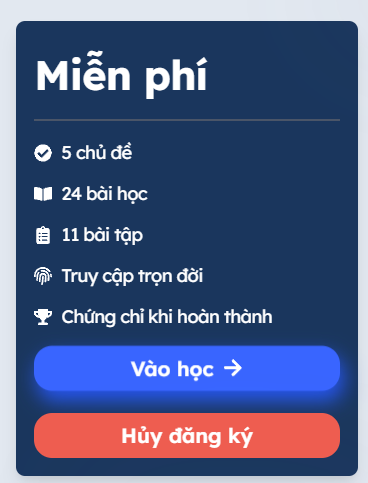 Miễn phí
5 chủ đề
24 bài học
11 bài tập
Truy cập trọn đời
Chứng chỉ khi hoàn thành
Vào học →
Hủy đăng ký